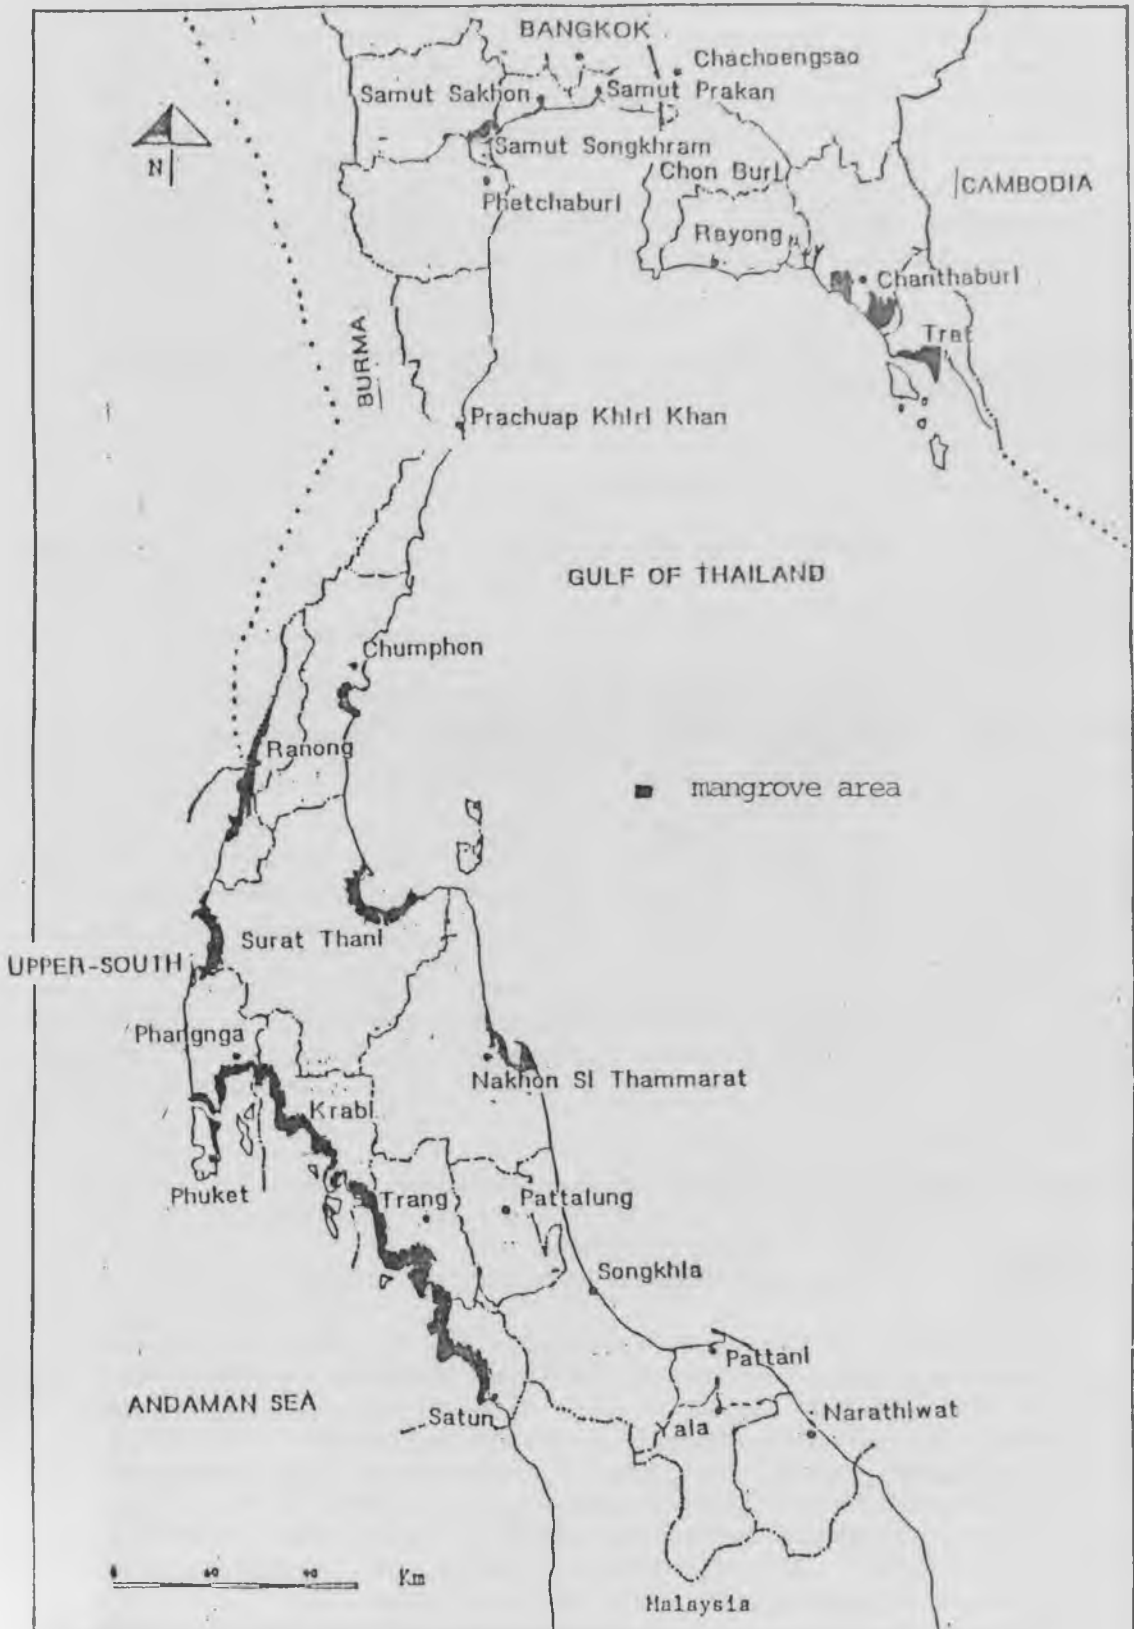 BANGKOK
Chachoengsao
Samut Sakhon
Samut Prakan
Samut Songkhram
Chon Buri
CAMBODIA
Phetchaburi
Rayong
Chanthaburi
Trat
BURMA
Prachuap Khiri Khan
GULF OF THAILAND
Chumphon
Ranong
mangrove area
Surat Thani
UPPER-SOUTH
Phangnga
Nakhon Si Thammarat
Krabi
Phuket
Trang
Pattalung
Songkhla
Pattani
ANDAMAN SEA
Satun
Yala
Narathiwat
Km
Malaysia
N